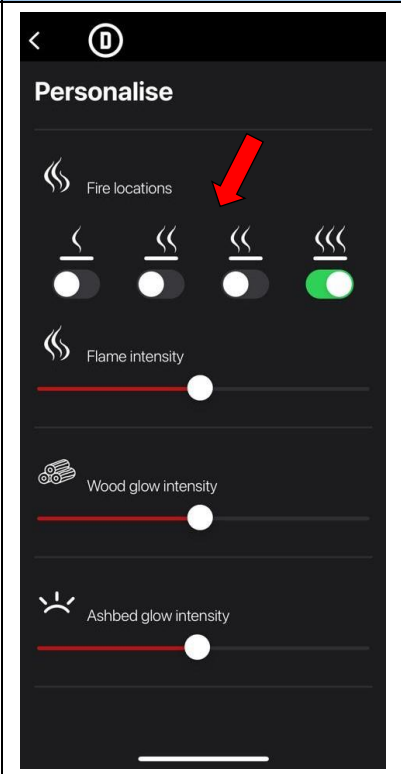 D
Personalise
Fire locations
Flame intensity
Wood glow intensity
Ashbed glow intensity